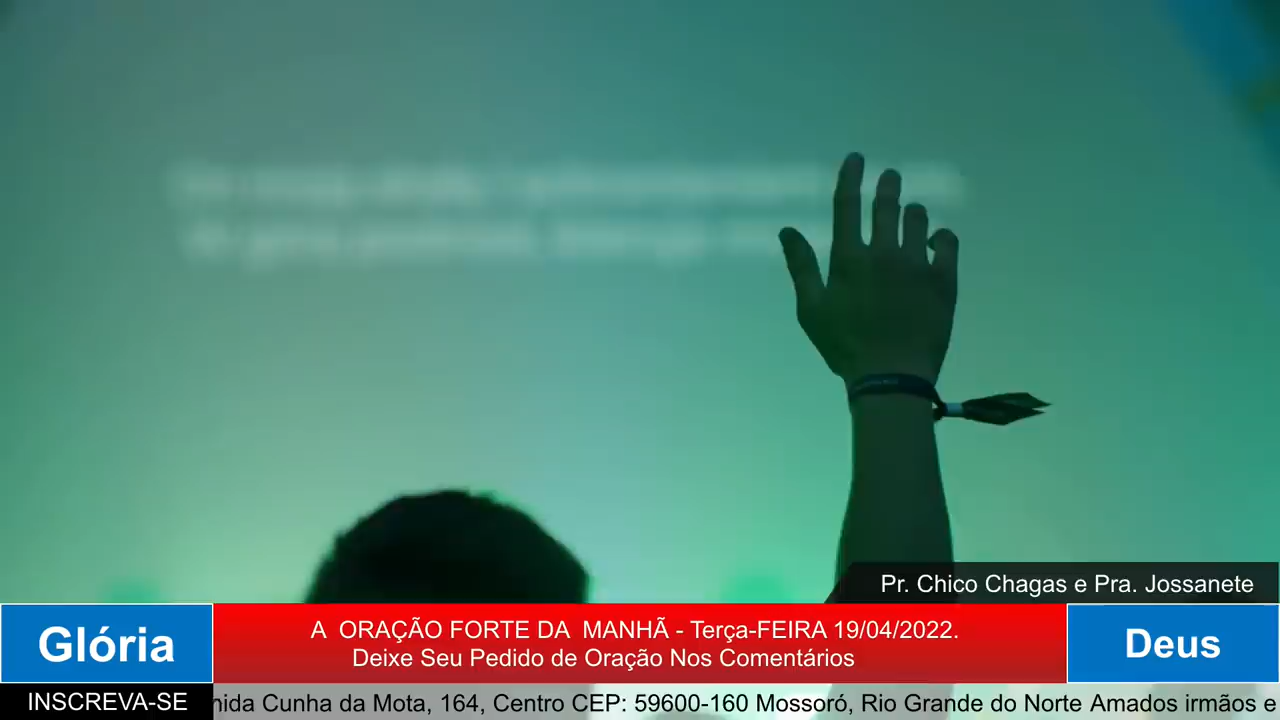 Pr. Chico Chagas e Pra. Jossanete
Glória
A ORAÇÃO FORTE DA MANHÃ - Terça-FEIRA 19/04/2022.
Deixe Seu Pedido de Oração Nos Comentários
Deus
INSCREVA-SE
Cunha da Mota, 164, Centro CEP: 59600-160 Mossoró, Rio Grande do Norte Amados irmãos e